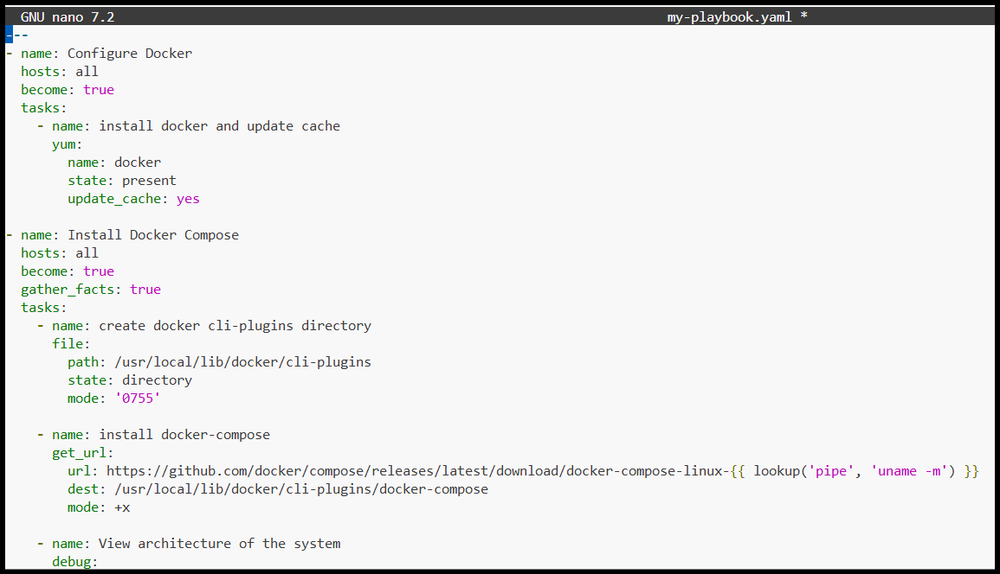 GNU nano 7.2 my-playbook.yaml *
---
- name: Configure Docker
  hosts: all
  become: true
  tasks:
    - name: install docker and update cache
      yum:
        name: docker
        state: present
        update_cache: yes

- name: Install Docker Compose
  hosts: all
  become: true
  gather_facts: true
  tasks:
    - name: create docker cli-plugins directory
      file:
        path: /usr/local/lib/docker/cli-plugins
        state: directory
        mode: '0755'

    - name: install docker-compose
      get_url:
        url: https://github.com/docker/compose/releases/latest/download/docker-compose-linux-{{ lookup('pipe', 'uname -m') }}
        dest: /usr/local/lib/docker/cli-plugins/docker-compose
        mode: +x

    - name: View architecture of the system
      debug: